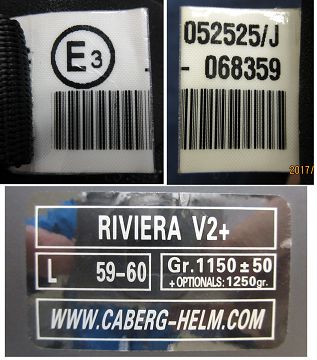 E3
052525/J
- 068359
2017/
RIVIERA V2+
L 59-60 Gr.1150±50
+ OPTIONALS: 1250gr.
WWW.CABERG-HELM.COM